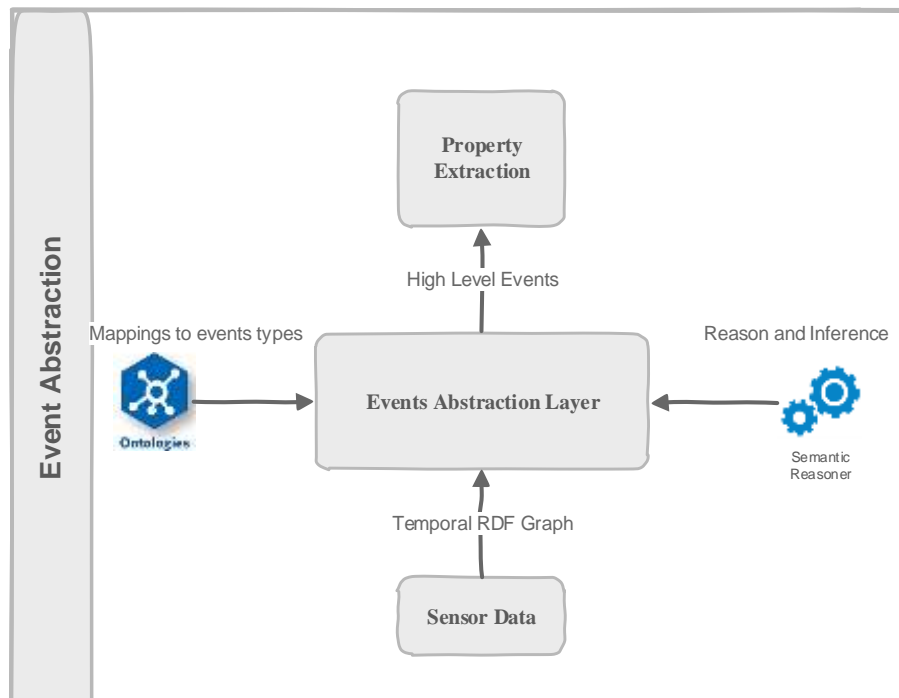 Event Abstraction
Property
Extraction
High Level Events
Mappings to events types
Reason and Inference
Ontologies
Events Abstraction Layer
Semantic
Reasoner
Temporal RDF Graph
Sensor Data